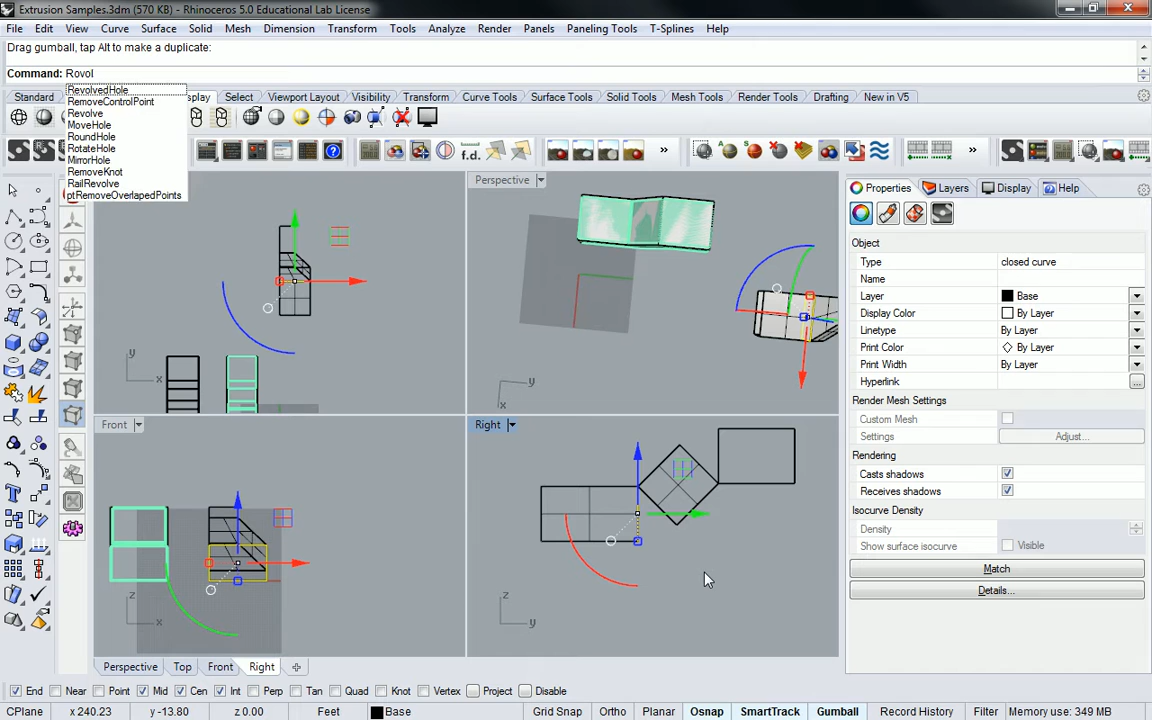 Extrusion Samples.3dm (570 KB) - Rhinoceros 5.0 Educational Lab License
File Edit View Curve Surface Solid Mesh Dimension Transform Tools Analyze Render Panels Paneling Tools T-Splines Help
Drag gumball, tap Alt to make a duplicate:
Command: Rovol
RevolvedHole
RemoveControlPoint
Revolve
MoveHole
RoundHole
RotateHole
MirrorHole
RemoveKnot
RailRevolve
ptRemoveOverlapedPoints
Standard play Select Viewport Layout Visibility Transform Curve Tools Surface Tools Solid Tools Mesh Tools Render Tools Drafting New in V5
f.d. » »
Perspective
y x
y x
Front
z x
Right
z y
Perspective Top Front Right
Properties Layers Display Help
Object
Type closed curve
Name
Layer Base
Display Color By Layer
Linetype By Layer
Print Color By Layer
Print Width By Layer
Hyperlink ...
Render Mesh Settings
Custom Mesh
Settings Adjust...
Rendering
Casts shadows
Receives shadows
Isocurve Density
Density
Show surface isocurve Visible
Match
Details...
End Near Point Mid Cen Int Perp Tan Quad Knot Vertex Project Disable
CPlane x 240.23 y -13.80 z 0.00 Feet Base Grid Snap Ortho Planar Osnap SmartTrack Gumball Record History Filter Memory use: 349 MB